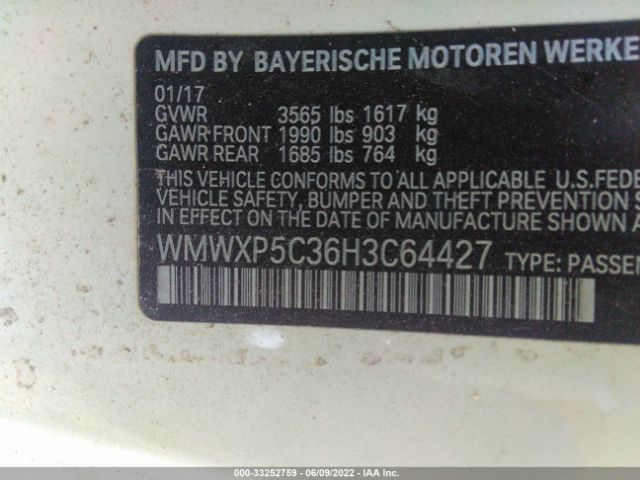 MFD BY BAYERISCHE MOTOREN WERKE
01/17
GVWR 3565 lbs 1617 kg
GAWR FRONT 1990 lbs 903 kg
GAWR REAR 1685 lbs 764 kg
THIS VEHICLE CONFORMS TO ALL APPLICABLE U.S.FEDE
VEHICLE SAFETY, BUMPER AND THEFT PREVENTION S
IN EFFECT ON THE DATE OF MANUFACTURE SHOWN A
WMWXP5C36H3C64427 TYPE: PASSEN
000-33252759 - 06/09/2022 - IAA Inc.